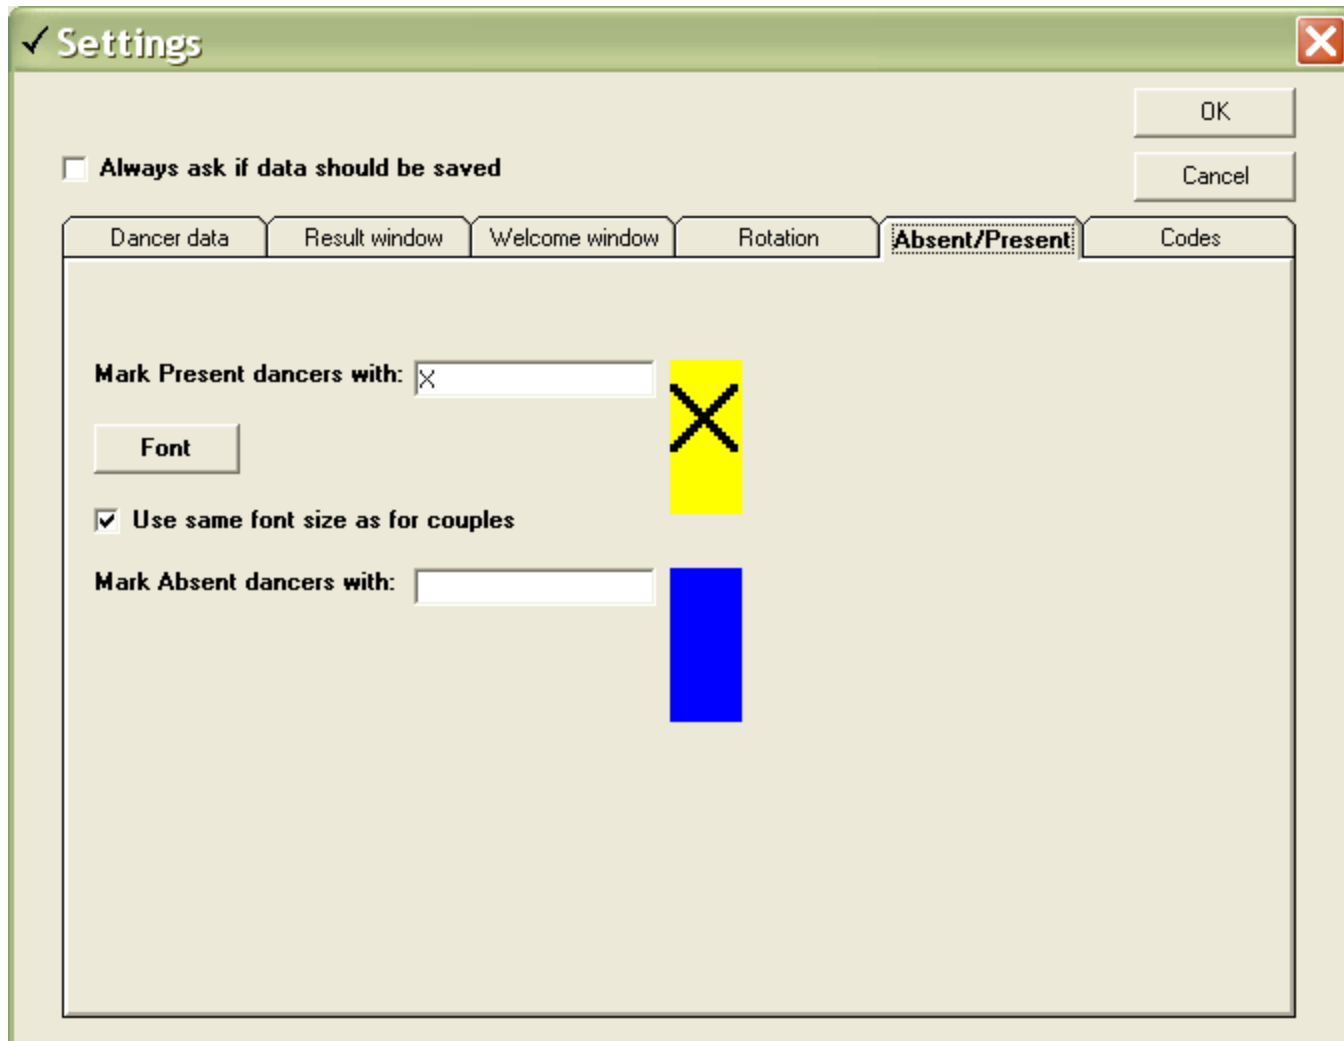 Settings
OK
Always ask if data should be saved
Cancel
Dancer data Result window Welcome window Rotation Absent/Present Codes
Mark Present dancers with: X X
Font
Use same font size as for couples
Mark Absent dancers with: